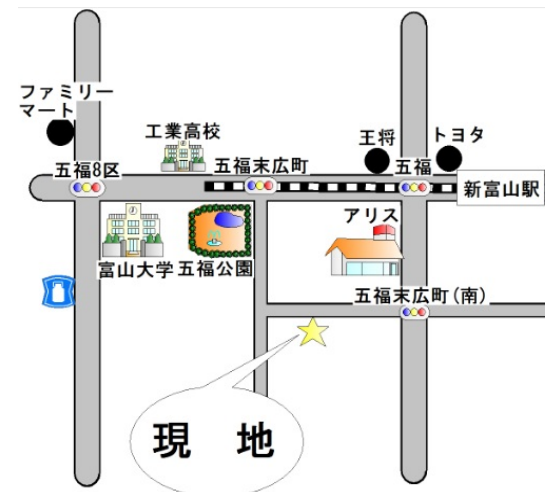 ファミリー
マート
工業高校
王将
トヨタ
五福8区
五福末広町
五福
新富山駅
アリス
富山大学
五福公園
五福末広町(南)
現 地